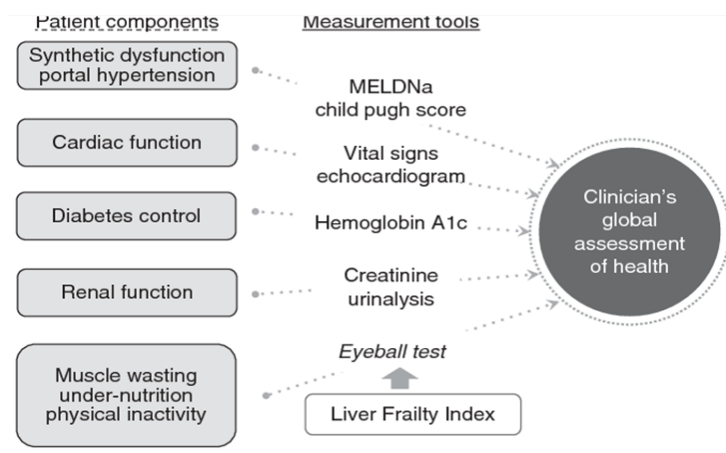 Patient components
Measurement tools
Synthetic dysfunction
portal hypertension
MELDNa
child pugh score
Cardiac function
Vital signs
echocardiogram
Diabetes control
Hemoglobin A1c
Renal function
Creatinine
urinalysis
Muscle wasting
under-nutrition
physical inactivity
Eyeball test
Liver Frailty Index
Clinician's
global
assessment
of health